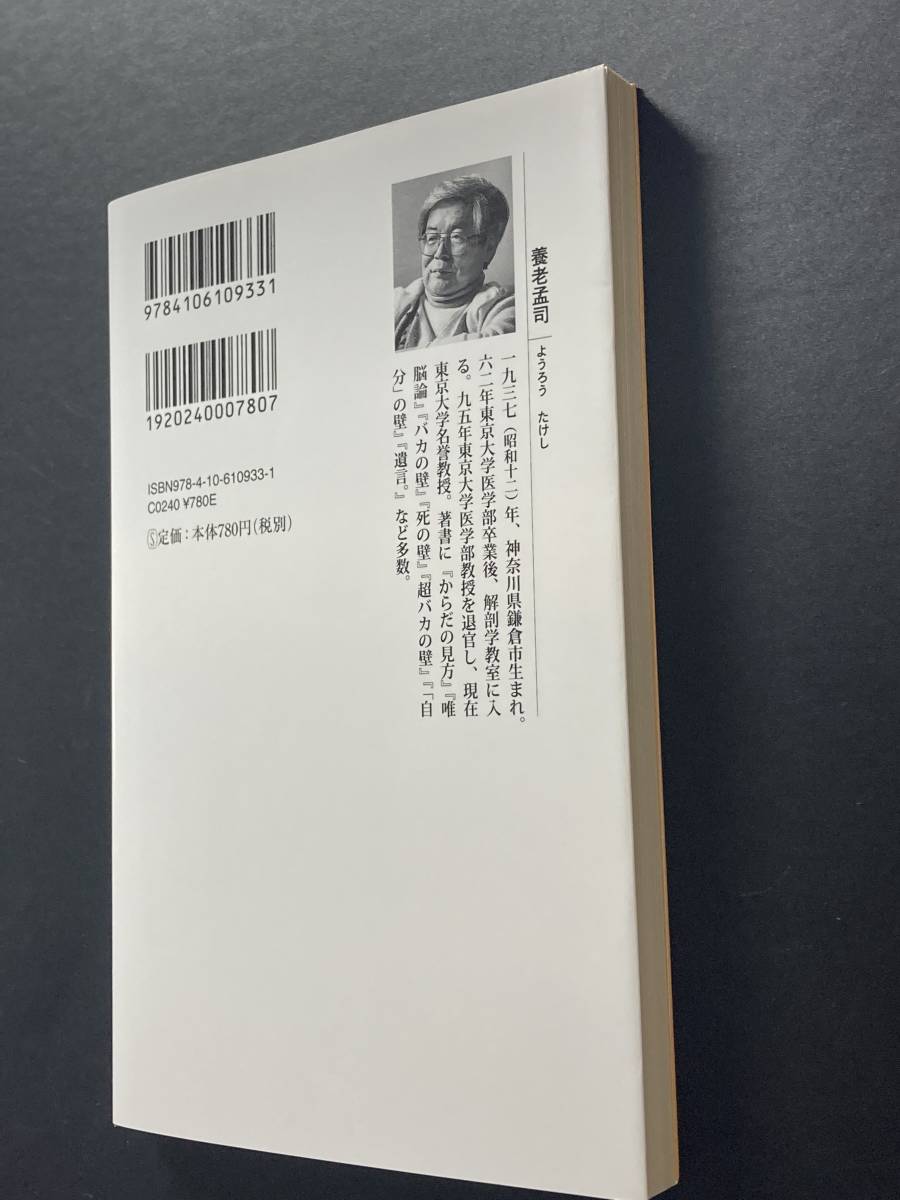 養老孟司
ようろう たけし
一九三七（昭和十二）年、神奈川県鎌倉市生まれ。
六二年東京大学医学部卒業後、解剖学教室に入
る。九五年東京大学医学部教授を退官し、現在
東京大学名誉教授。著書に『からだの見方』『唯
脳論』『バカの壁』『死の壁』『超バカの壁』『「自
分」の壁』『遺言。』など多数。
9784106109331
1920240007807
ISBN978-4-10-610933-1
C0240 ¥780E
Ⓢ定価：本体780円（税別）